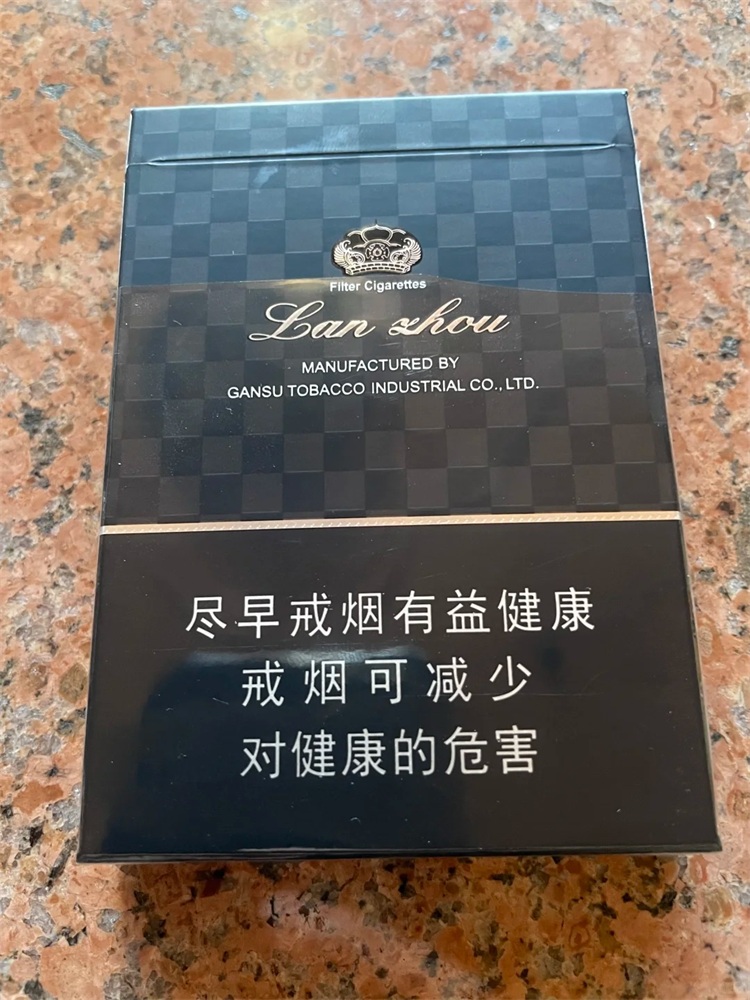 Filter Cigarettes
Lan zhou
MANUFACTURED BY
GANSU TOBACCO INDUSTRIAL CO., LTD.
尽早戒烟有益健康
戒烟可减少
对健康的危害